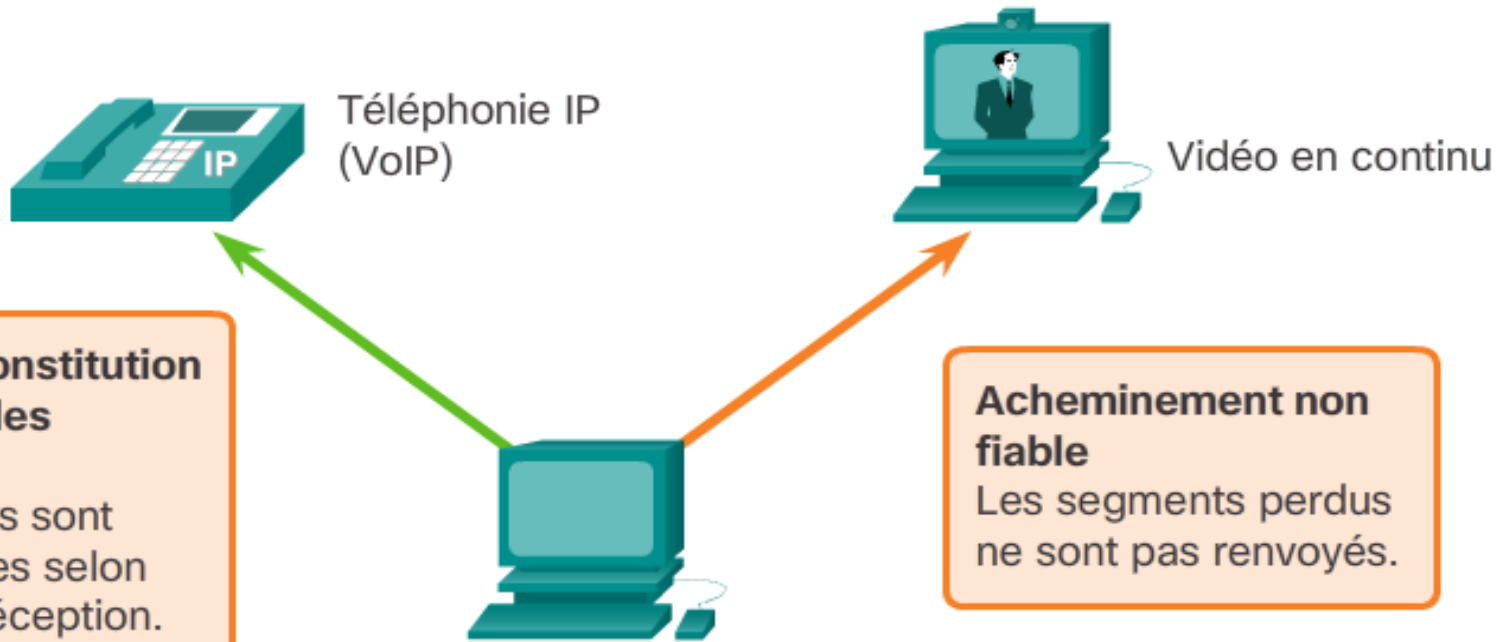 Téléphonie IP
(VoIP)
IP
Vidéo en continu
onstitution
les
s sont
es selon
éception.
Acheminement non
fiable
Les segments perdus
ne sont pas renvoyés.